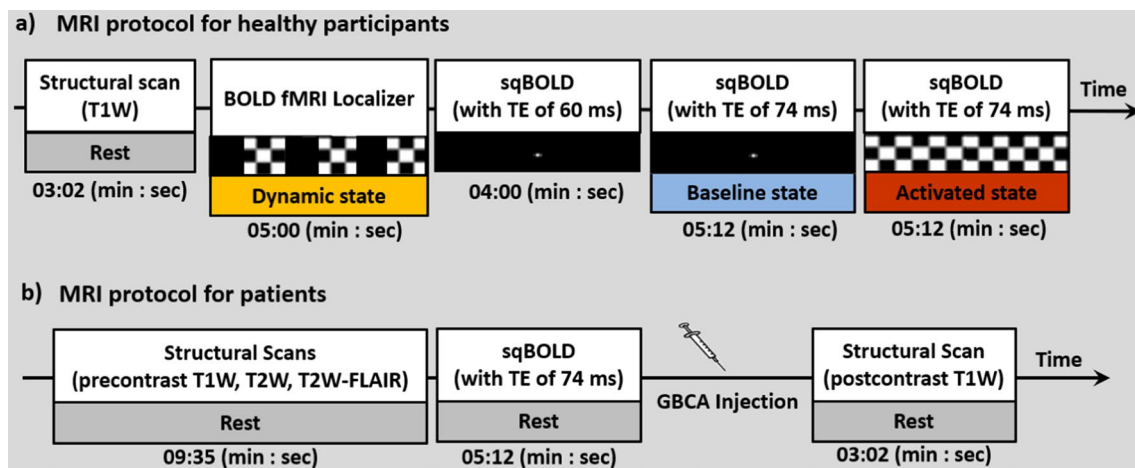 a) MRI protocol for healthy participants
Structural scan
(T1W)
Rest
03:02 (min : sec)
BOLD fMRI Localizer
Dynamic state
05:00 (min : sec)
sqBOLD
(with TE of 60 ms)
04:00 (min : sec)
sqBOLD
(with TE of 74 ms)
Baseline state
05:12 (min : sec)
sqBOLD
(with TE of 74 ms)
Activated state
05:12 (min : sec)
Time
b) MRI protocol for patients
Structural Scans
(precontrast T1W, T2W, T2W-FLAIR)
Rest
09:35 (min : sec)
sqBOLD
(with TE of 74 ms)
Rest
05:12 (min : sec)
GBCA Injection
Structural Scan
(postcontrast T1W)
Rest
03:02 (min : sec)
Time